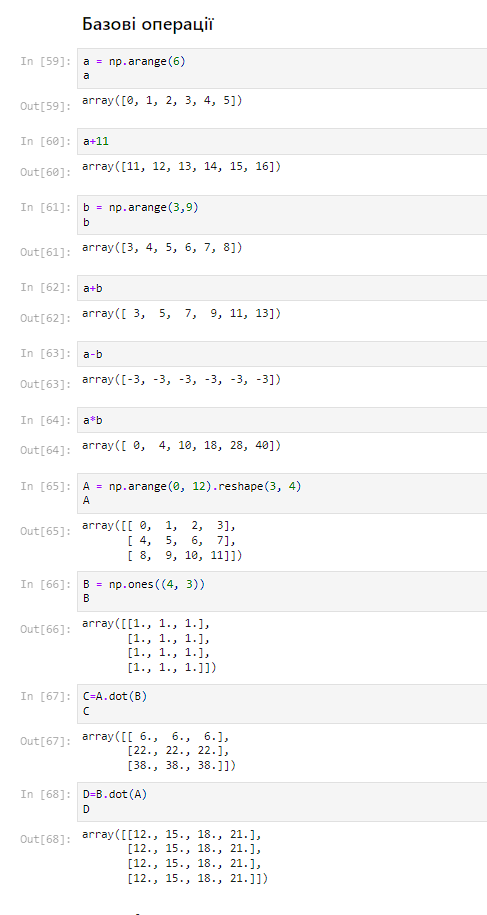 Базові операції
In [59]: a = np.arange(6)
a
Out[59]: array([0, 1, 2, 3, 4, 5])
In [60]: a+11
Out[60]: array([11, 12, 13, 14, 15, 16])
In [61]: b = np.arange(3,9)
b
Out[61]: array([3, 4, 5, 6, 7, 8])
In [62]: a+b
Out[62]: array([ 3,  5,  7,  9, 11, 13])
In [63]: a-b
Out[63]: array([-3, -3, -3, -3, -3, -3])
In [64]: a*b
Out[64]: array([ 0,  4, 10, 18, 28, 40])
In [65]: A = np.arange(0, 12).reshape(3, 4)
A
Out[65]: array([[ 0,  1,  2,  3],
[ 4,  5,  6,  7],
[ 8,  9, 10, 11]])
In [66]: B = np.ones((4, 3))
B
Out[66]: array([[1., 1., 1.],
[1., 1., 1.],
[1., 1., 1.],
[1., 1., 1.]])
In [67]: C=A.dot(B)
C
Out[67]: array([[ 6.,  6.,  6.],
[22., 22., 22.],
[38., 38., 38.]])
In [68]: D=B.dot(A)
D
Out[68]: array([[12., 15., 18., 21.],
[12., 15., 18., 21.],
[12., 15., 18., 21.],
[12., 15., 18., 21.]])